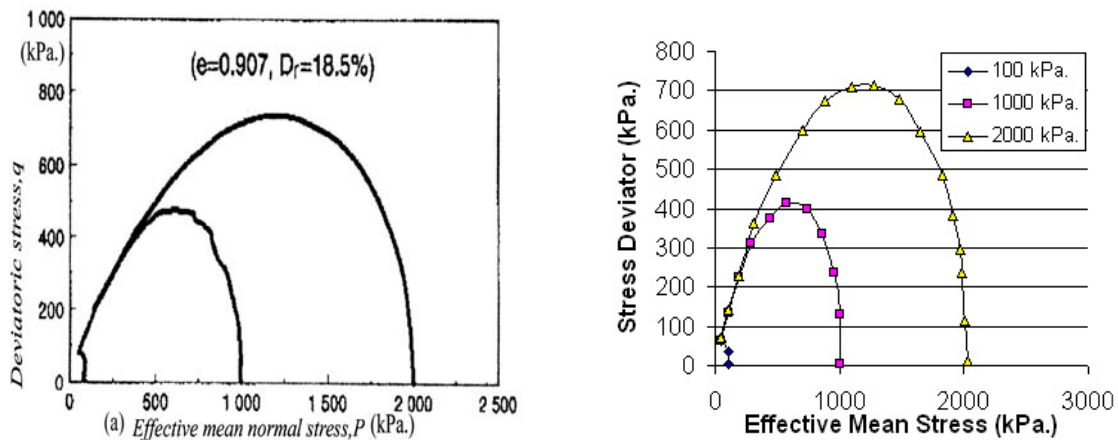 1 000
(kPa.)
800
600
400
200
0
Deviatoric stress,q
(e=0.907, Dr=18.5%)
0 500 1 000 1 500 2 000 2 500
(a) Effective mean normal stress,P (kPa.)
800
700
600
500
400
300
200
100
0
Stress Deviator (kPa.)
100 kPa.
1000 kPa.
2000 kPa.
0 1000 2000 3000 4000
Effective Mean Stress (kPa.)